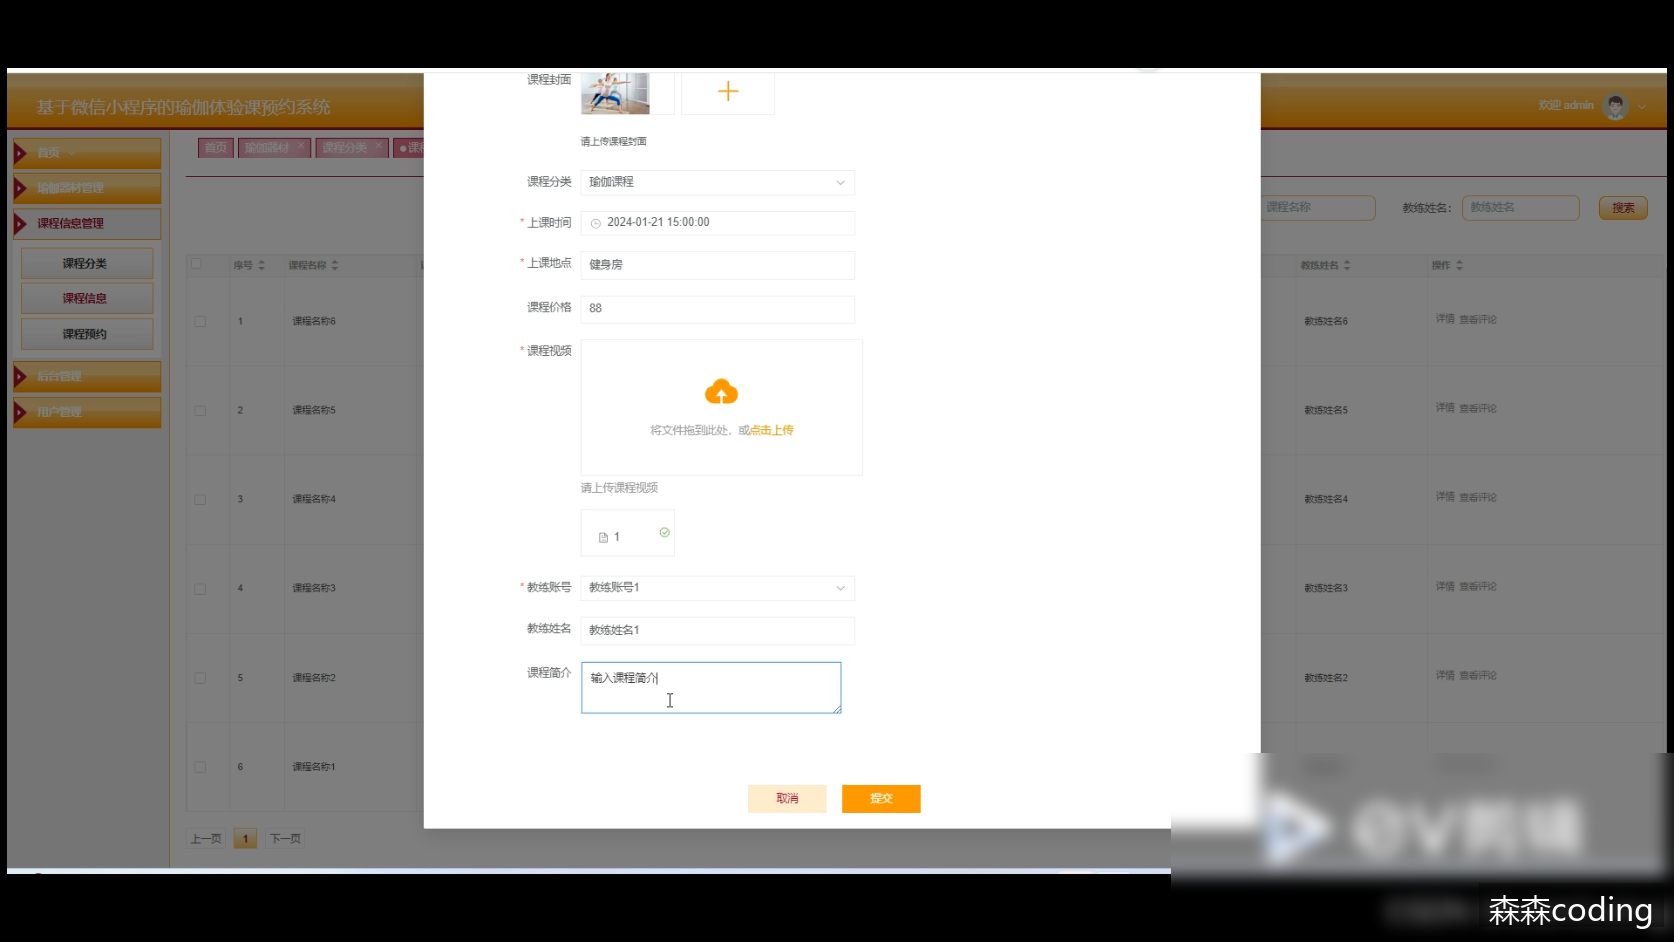 基于微信小程序的瑜伽体验课预约系统
欢迎 admin
首页
瑜伽器材管理
课程信息管理
课程分类
课程信息
课程预约
后台管理
用户管理
首页
瑜伽器材 ×
课程分类 ×
课程名称
教练姓名:
教练姓名
搜索
序号
课程名称
教练姓名
操作
1
课程名称6
教练姓名6
详情 查看评论
2
课程名称5
教练姓名5
详情 查看评论
3
课程名称4
教练姓名4
详情 查看评论
4
课程名称3
教练姓名3
详情 查看评论
5
课程名称2
教练姓名2
详情 查看评论
6
课程名称1
上一页
1
下一页
课程封面
请上传课程封面
课程分类
瑜伽课程
* 上课时间
2024-01-21 15:00:00
* 上课地点
健身房
课程价格
88
* 课程视频
将文件拖到此处，或点击上传
请上传课程视频
1
* 教练账号
教练账号1
教练姓名
教练姓名1
课程简介
输入课程简介
取消
提交
森森coding